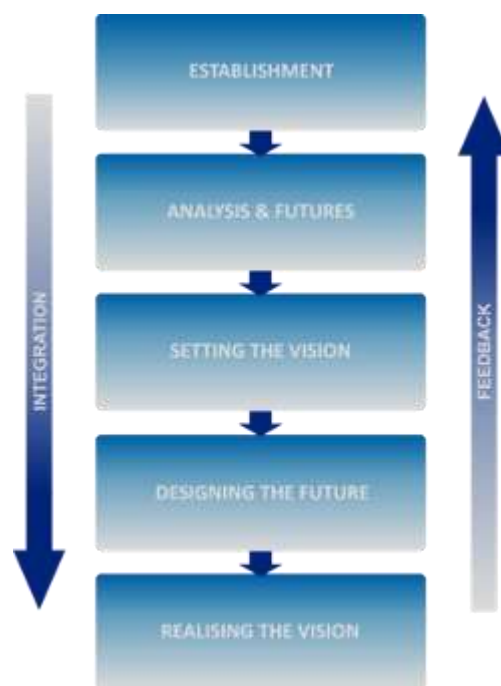 ESTABLISHMENT
ANALYSIS & FUTURES
SETTING THE VISION
DESIGNING THE FUTURE
REALISING THE VISION
INTEGRATION
FEEDBACK